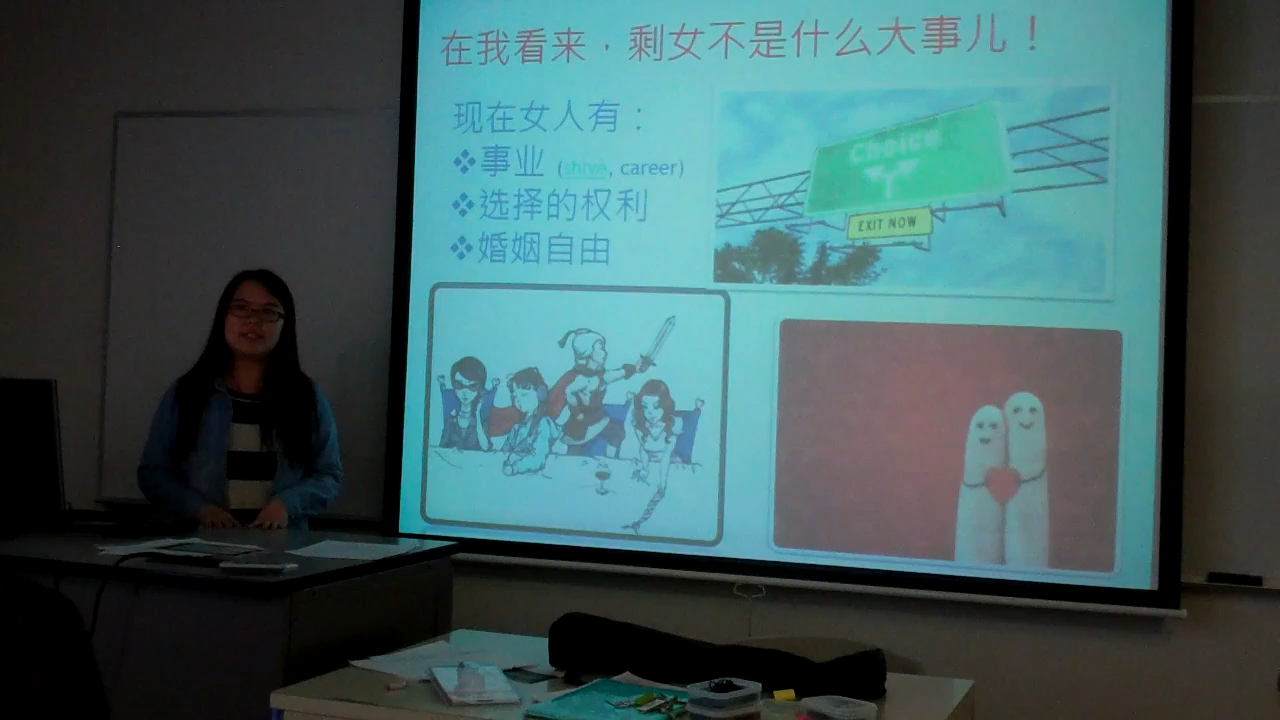 在我看来，剩女不是什么大事儿！
现在女人有：
❖事业 (shìyè, career)
❖选择的权利
❖婚姻自由
Choice
EXIT NOW